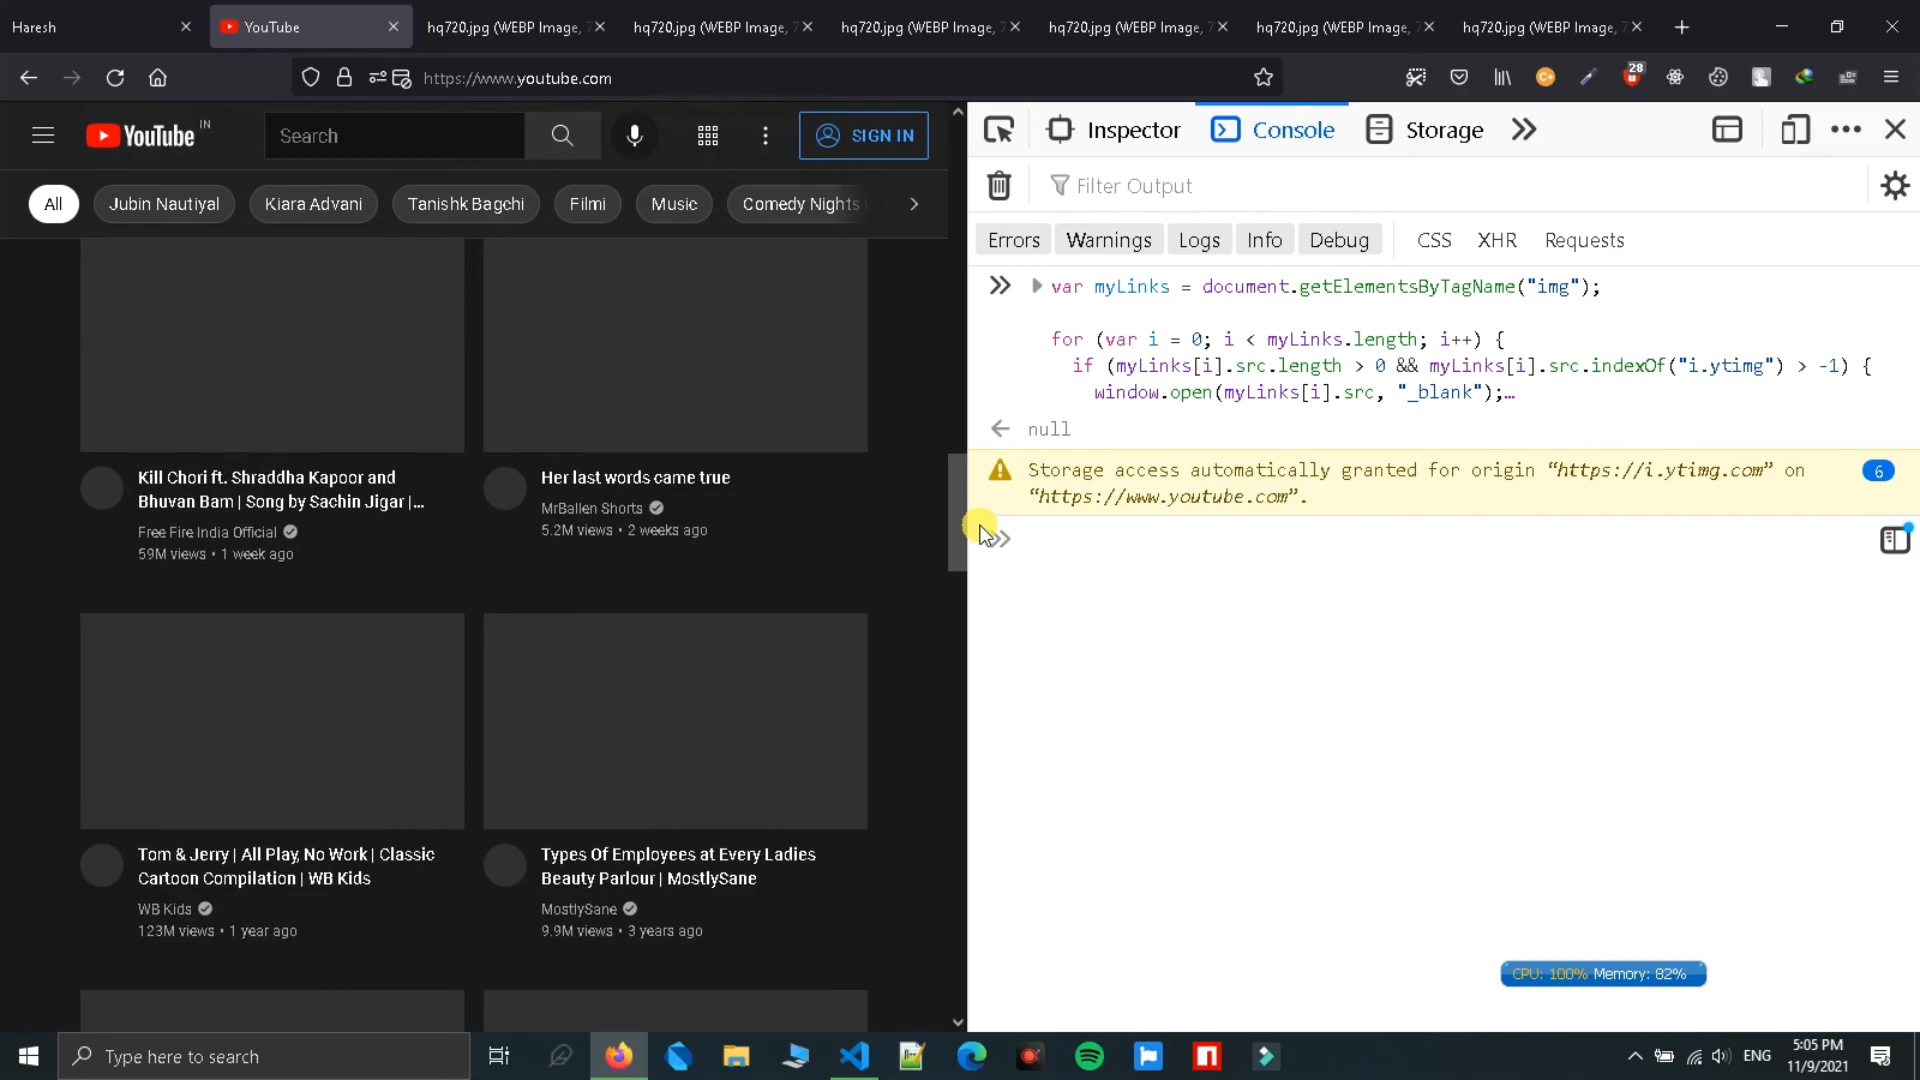 Haresh
YouTube
hq720.jpg (WEBP Image, 7
hq720.jpg (WEBP Image, 7
hq720.jpg (WEBP Image, 7
hq720.jpg (WEBP Image, 7
hq720.jpg (WEBP Image, 7
hq720.jpg (WEBP Image, 7
https://www.youtube.com
28
YouTube IN
Search
SIGN IN
All
Jubin Nautiyal
Kiara Advani
Tanishk Bagchi
Filmi
Music
Comedy Nights
Kill Chori ft. Shraddha Kapoor and
Bhuvan Bam | Song by Sachin Jigar |...
Free Fire India Official
59M views • 1 week ago
Her last words came true
MrBallen Shorts
5.2M views • 2 weeks ago
Tom & Jerry | All Play, No Work | Classic
Cartoon Compilation | WB Kids
WB Kids
123M views • 1 year ago
Types Of Employees at Every Ladies
Beauty Parlour | MostlySane
MostlySane
9.9M views • 3 years ago
Inspector
Console
Storage
Filter Output
Errors
Warnings
Logs
Info
Debug
CSS
XHR
Requests
var myLinks = document.getElementsByTagName("img");
for (var i = 0; i < myLinks.length; i++) {
if (myLinks[i].src.length > 0 && myLinks[i].src.indexOf("i.ytimg") > -1) {
window.open(myLinks[i].src, "_blank");…
null
Storage access automatically granted for origin “https://i.ytimg.com” on
“https://www.youtube.com”.
6
CPU: 100% Memory: 82%
Type here to search
ENG
5:05 PM
11/9/2021